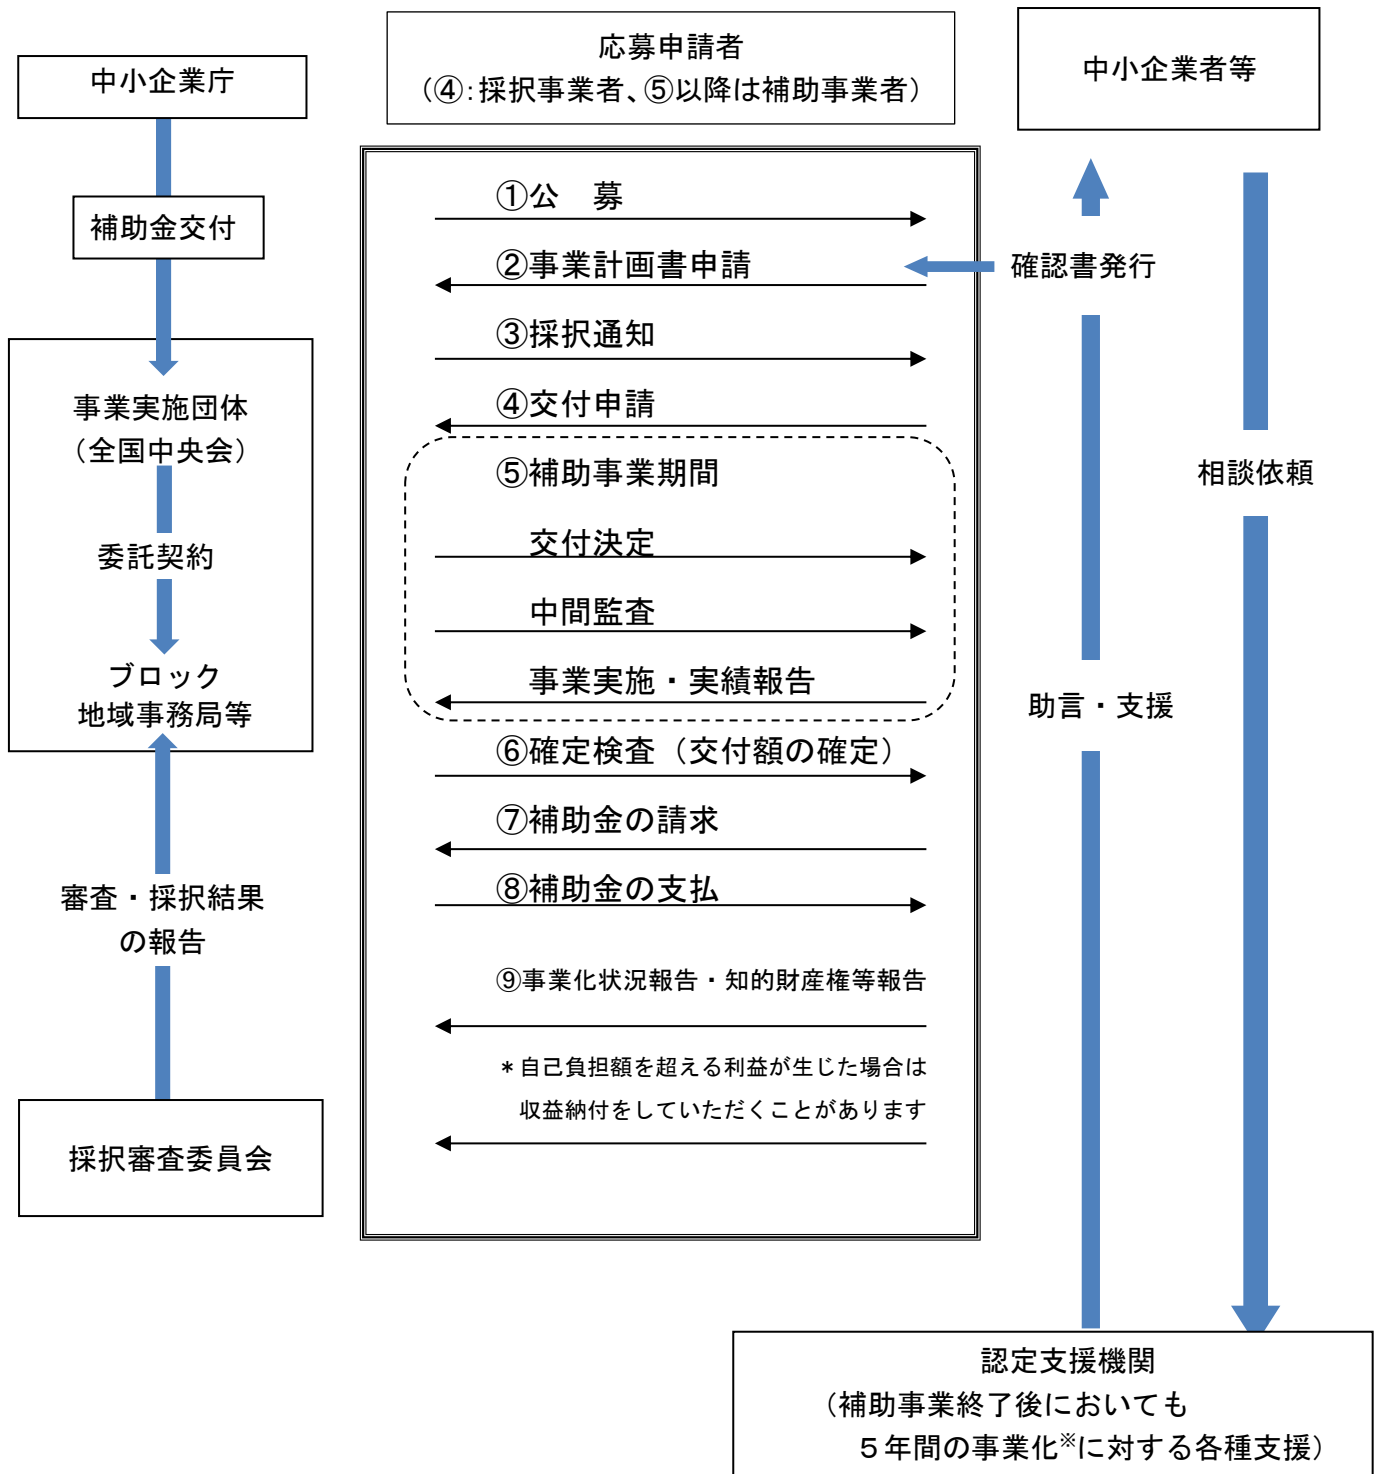 応募申請者
（④：採択事業者、⑤以降は補助事業者）
中小企業庁
中小企業者等
補助金交付
①公　募
②事業計画書申請
確認書発行
③採択通知
④交付申請
事業実施団体
（全国中央会）
⑤補助事業期間
相談依頼
委託契約
交付決定
中間監査
ブロック
地域事務局等
事業実施・実績報告
助言・支援
⑥確定検査（交付額の確定）
⑦補助金の請求
⑧補助金の支払
審査・採択結果
の報告
⑨事業化状況報告・知的財産権等報告
＊自己負担額を超える利益が生じた場合は
収益納付をしていただくことがあります
採択審査委員会
認定支援機関
（補助事業終了後においても
５年間の事業化※に対する各種支援）